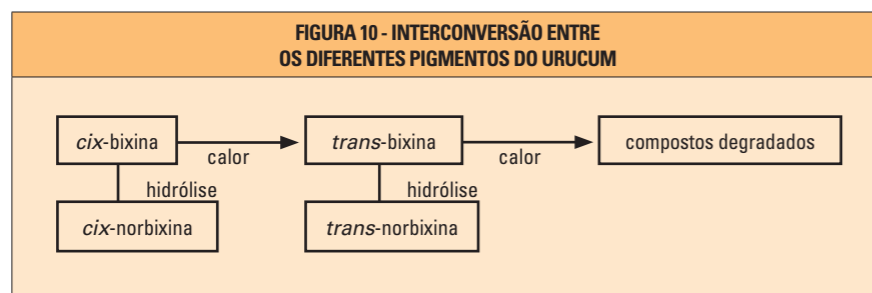 FIGURA 10 - INTERCONVERSÃO ENTRE
OS DIFERENTES PIGMENTOS DO URUCUM
cix-bixina
calor
trans-bixina
calor
compostos degradados
hidrólise
hidrólise
cix-norbixina
trans-norbixina